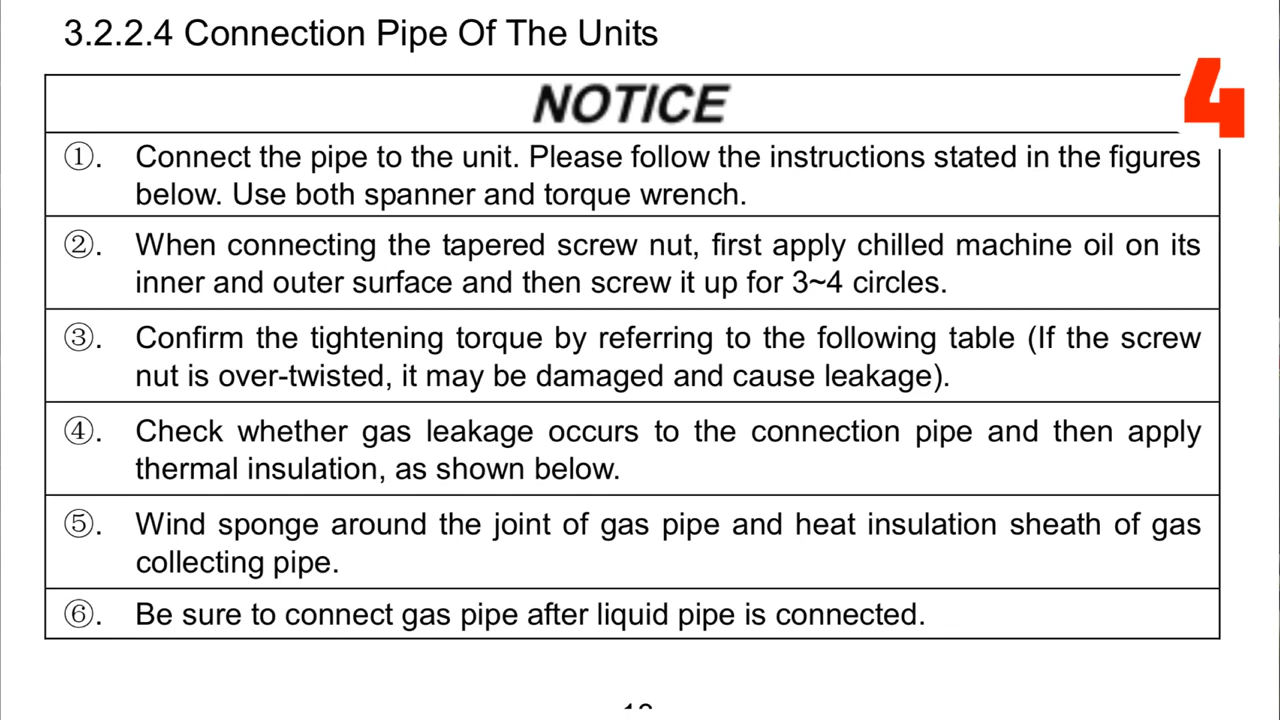 3.2.2.4 Connection Pipe Of The Units
NOTICE
4
①. Connect the pipe to the unit. Please follow the instructions stated in the figures
below. Use both spanner and torque wrench.
②. When connecting the tapered screw nut, first apply chilled machine oil on its
inner and outer surface and then screw it up for 3~4 circles.
③. Confirm the tightening torque by referring to the following table (If the screw
nut is over-twisted, it may be damaged and cause leakage).
④. Check whether gas leakage occurs to the connection pipe and then apply
thermal insulation, as shown below.
⑤. Wind sponge around the joint of gas pipe and heat insulation sheath of gas
collecting pipe.
⑥. Be sure to connect gas pipe after liquid pipe is connected.